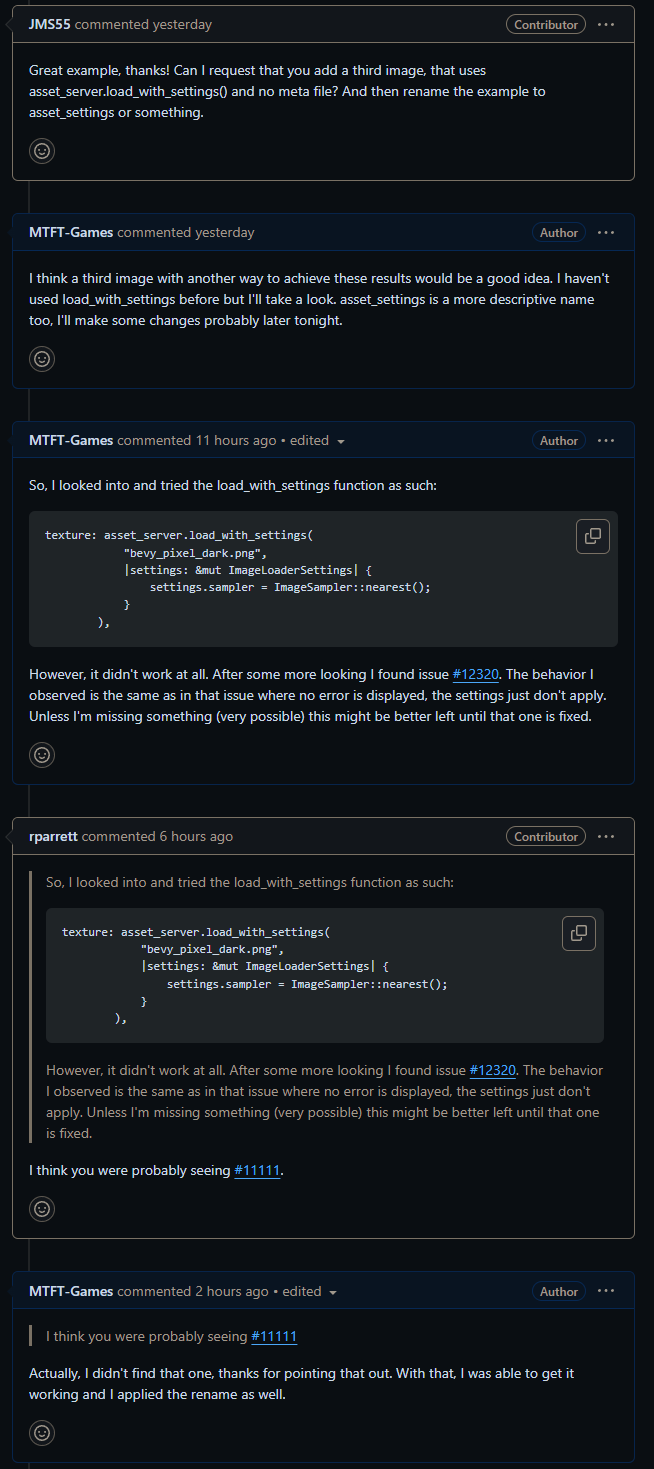 JMS55 commented yesterday
Contributor
Great example, thanks! Can I request that you add a third image, that uses
asset_server.load_with_settings() and no meta file? And then rename the example to
asset_settings or something.
MTFT-Games commented yesterday
Author
I think a third image with another way to achieve these results would be a good idea. I haven't
used load_with_settings before but I'll take a look. asset_settings is a more descriptive name
too, I'll make some changes probably later tonight.
MTFT-Games commented 11 hours ago • edited
Author
So, I looked into and tried the load_with_settings function as such:
texture: asset_server.load_with_settings(
"bevy_pixel_dark.png",
|settings: &mut ImageLoaderSettings| {
settings.sampler = ImageSampler::nearest();
}
),
However, it didn't work at all. After some more looking I found issue #12320. The behavior I
observed is the same as in that issue where no error is displayed, the settings just don't apply.
Unless I'm missing something (very possible) this might be better left until that one is fixed.
rparrett commented 6 hours ago
Contributor
So, I looked into and tried the load_with_settings function as such:
texture: asset_server.load_with_settings(
"bevy_pixel_dark.png",
|settings: &mut ImageLoaderSettings| {
settings.sampler = ImageSampler::nearest();
}
),
However, it didn't work at all. After some more looking I found issue #12320. The behavior
I observed is the same as in that issue where no error is displayed, the settings just don't
apply. Unless I'm missing something (very possible) this might be better left until that one
is fixed.
I think you were probably seeing #11111.
MTFT-Games commented 2 hours ago • edited
Author
I think you were probably seeing #11111
Actually, I didn't find that one, thanks for pointing that out. With that, I was able to get it
working and I applied the rename as well.